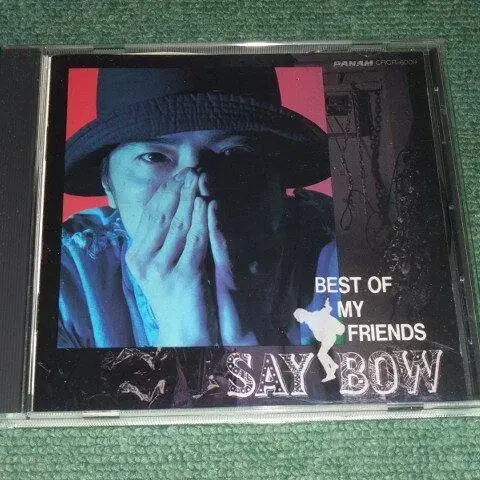 PANAM CRCR-6009
BEST OF
MY
FRIENDS
SAY BOW